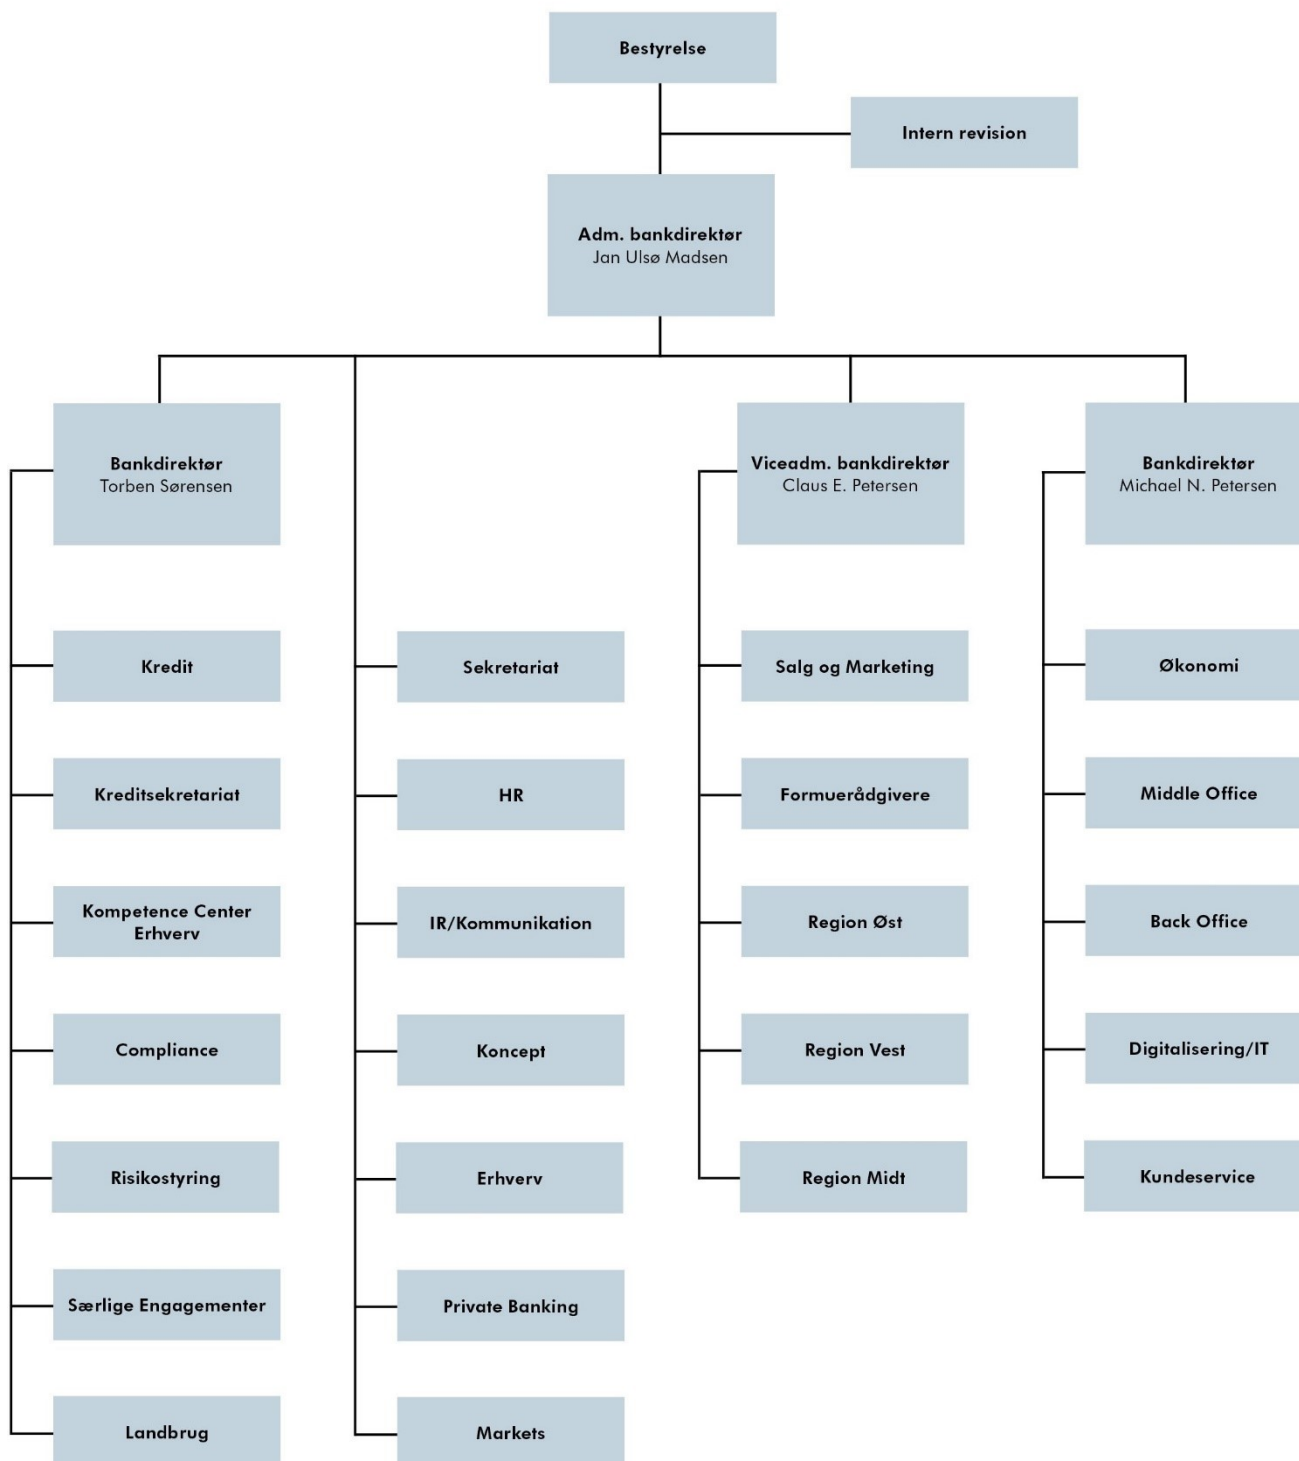 Bestyrelse
Intern revision
Adm. bankdirektør
Jan Ulsø Madsen
Bankdirektør
Torben Sørensen
Viceadm. bankdirektør
Claus E. Petersen
Bankdirektør
Michael N. Petersen
Kredit
Sekretariat
Salg og Marketing
Økonomi
Kreditsekretariat
HR
Formuerådgivere
Middle Office
Kompetence Center
Erhverv
IR/Kommunikation
Region Øst
Back Office
Compliance
Koncept
Region Vest
Digitalisering/IT
Risikostyring
Erhverv
Region Midt
Kundeservice
Særlige Engagementer
Private Banking
Landbrug
Markets